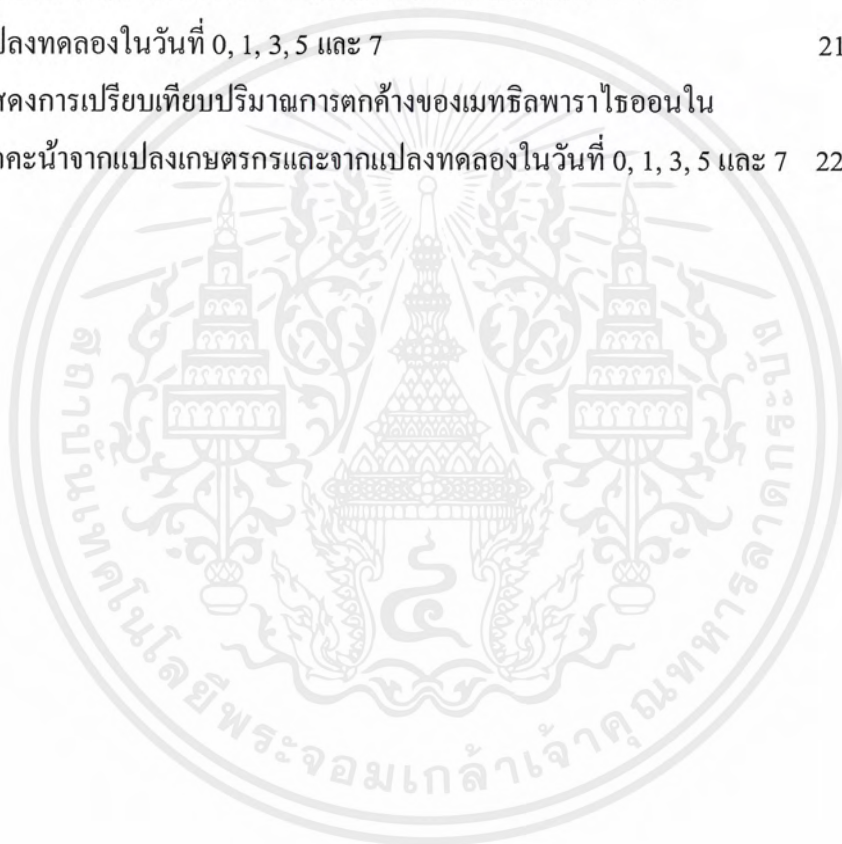 ปลงทดลองในวันที่ 0, 1, 3, 5 และ 7 21
สดงการเปรียบเทียบปริมาณการตกค้างของเมทธิลพาราไธออนใน
าคะน้าจากแปลงเกษตรกรและจากแปลงทดลองในวันที่ 0, 1, 3, 5 และ 7 22
สถาบันเทคโนโลยีพระจอมเกล้าเจ้าคุณทหารลาดกระบัง